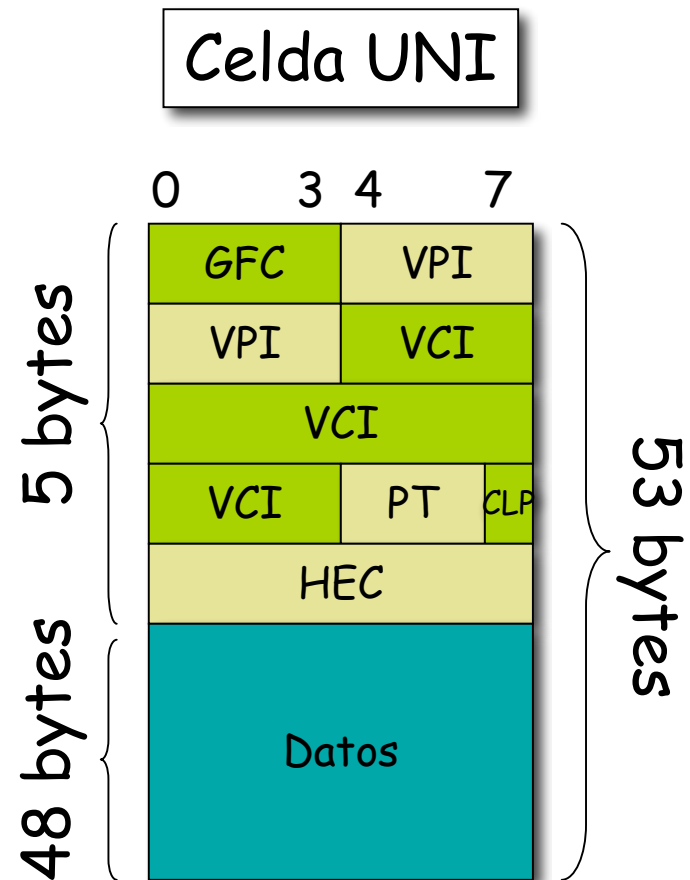 Celda UNI
0 3 4 7
GFC VPI
VPI VCI
VCI
VCI PT CLP
HEC
Datos
5 bytes
48 bytes
53 bytes